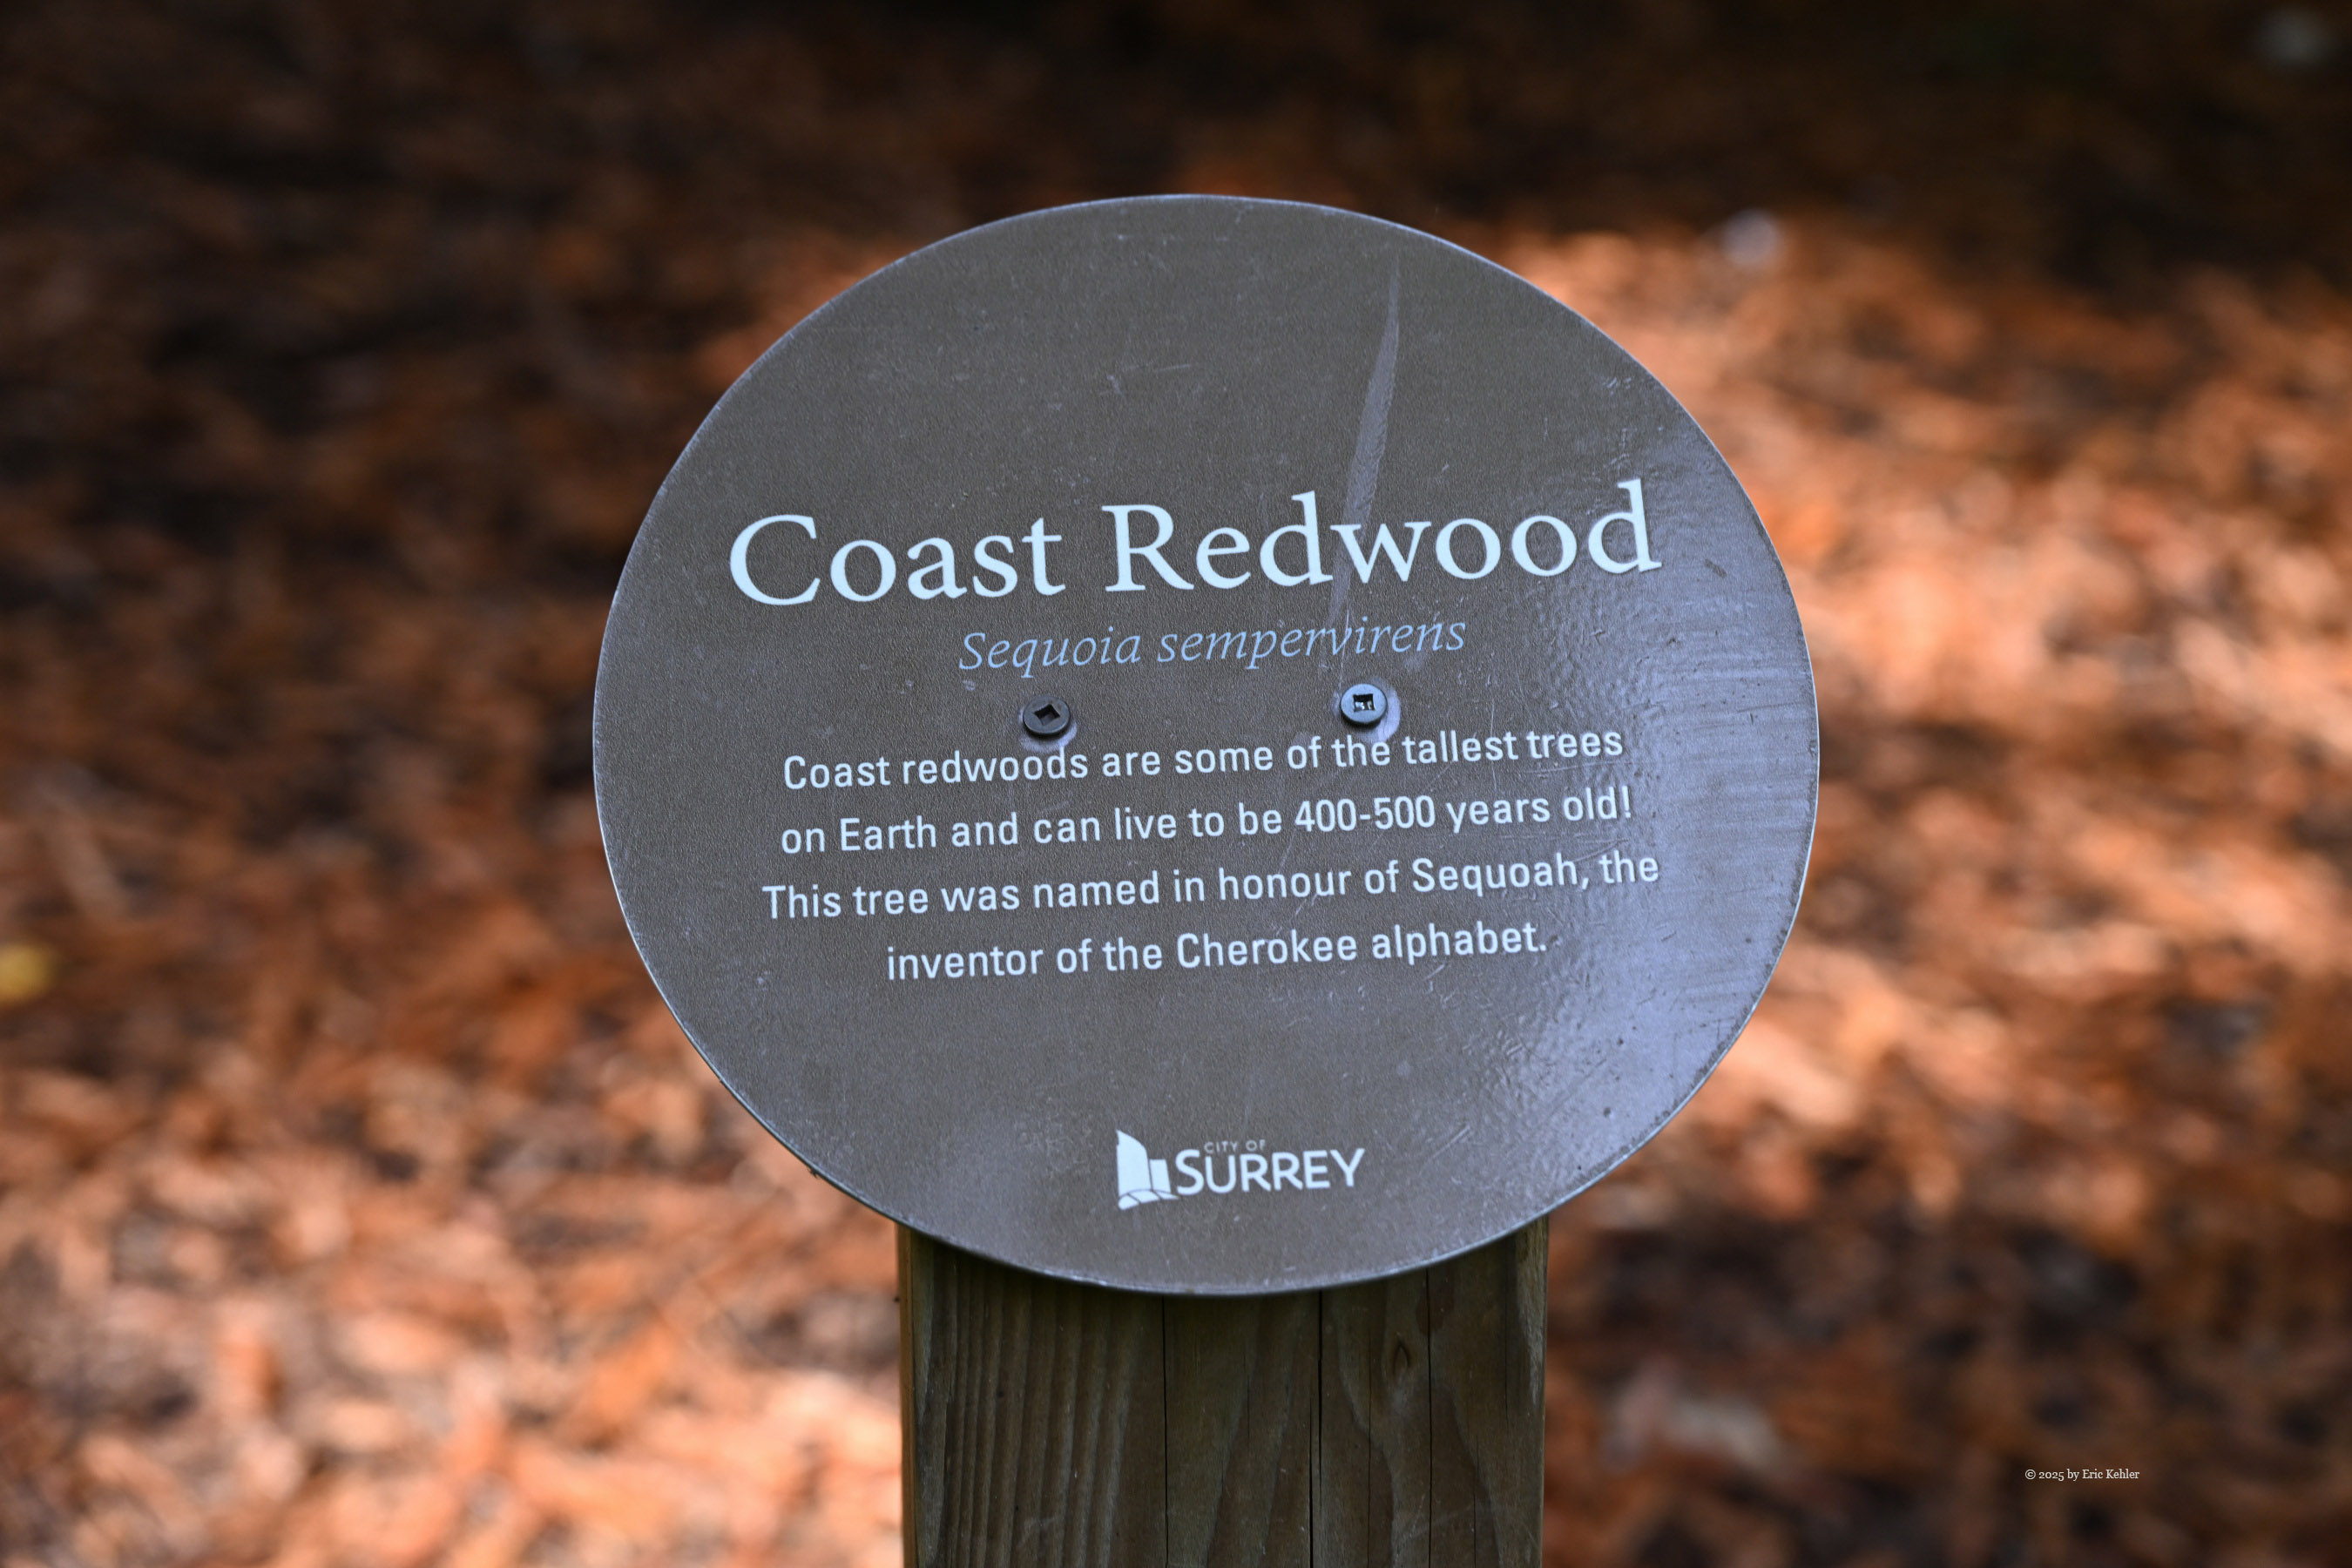 Coast Redwood
Sequoia sempervirens
Coast redwoods are some of the tallest trees
on Earth and can live to be 400-500 years old!
This tree was named in honour of Sequoah, the
inventor of the Cherokee alphabet.
CITY OF
SURREY
© 2025 by Eric Kehler